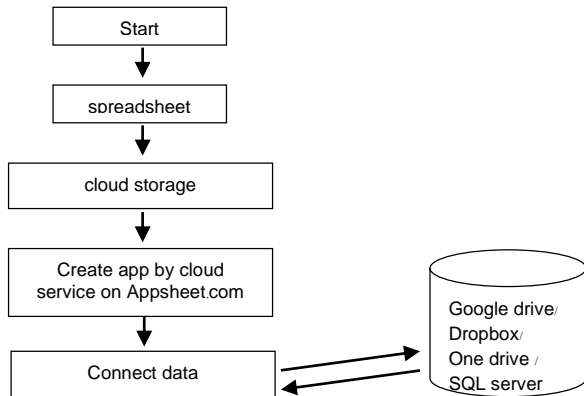 Start
spreadsheet
cloud storage
Create app by cloud
service on Appsheet.com
Connect data
Google drive/
Dropbox/
One drive /
SQL server